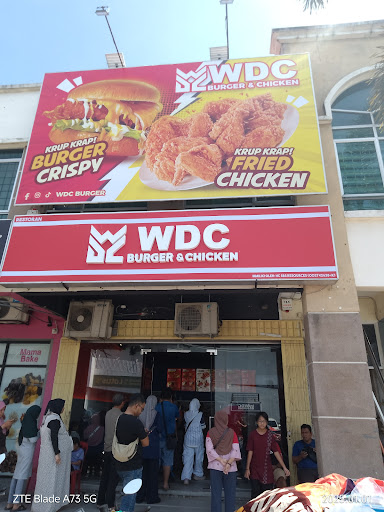 WDC
BURGER & CHICKEN
KRUP KRAP!
BURGER
CRISPY
WDC BURGER
KRUP KRAP!
FRIED
CHICKEN
RESTORAN
WDC
BURGER & CHICKEN
Mama
Bake
ZTE Blade A73 5G